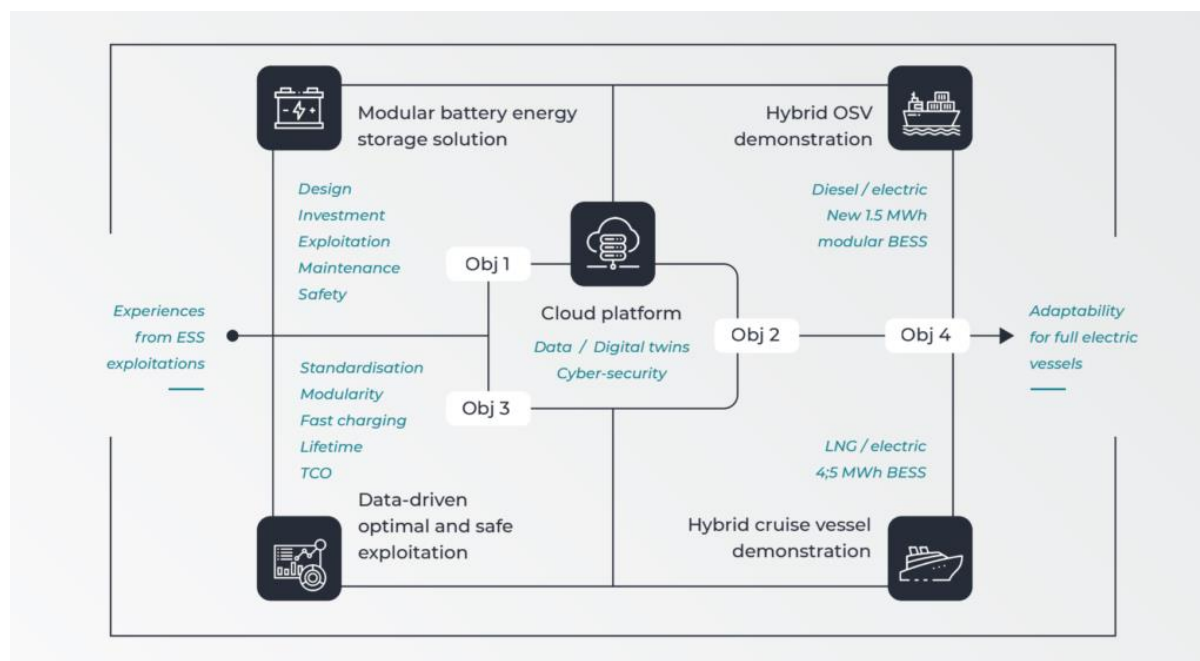 Modular battery energy
storage solution
Hybrid OSV
demonstration
Design
Investment
Exploitation
Maintenance
Safety
Diesel / electric
New 1.5 MWh
modular BESS
Obj 1
Cloud platform
Data / Digital twins
Cyber-security
Experiences
from ESS
exploitations
Obj 2
Obj 4
Adaptability
for full electric
vessels
Standardisation
Modularity
Fast charging
Lifetime
TCO
Obj 3
LNG / electric
4;5 MWh BESS
Data-driven
optimal and safe
exploitation
Hybrid cruise vessel
demonstration